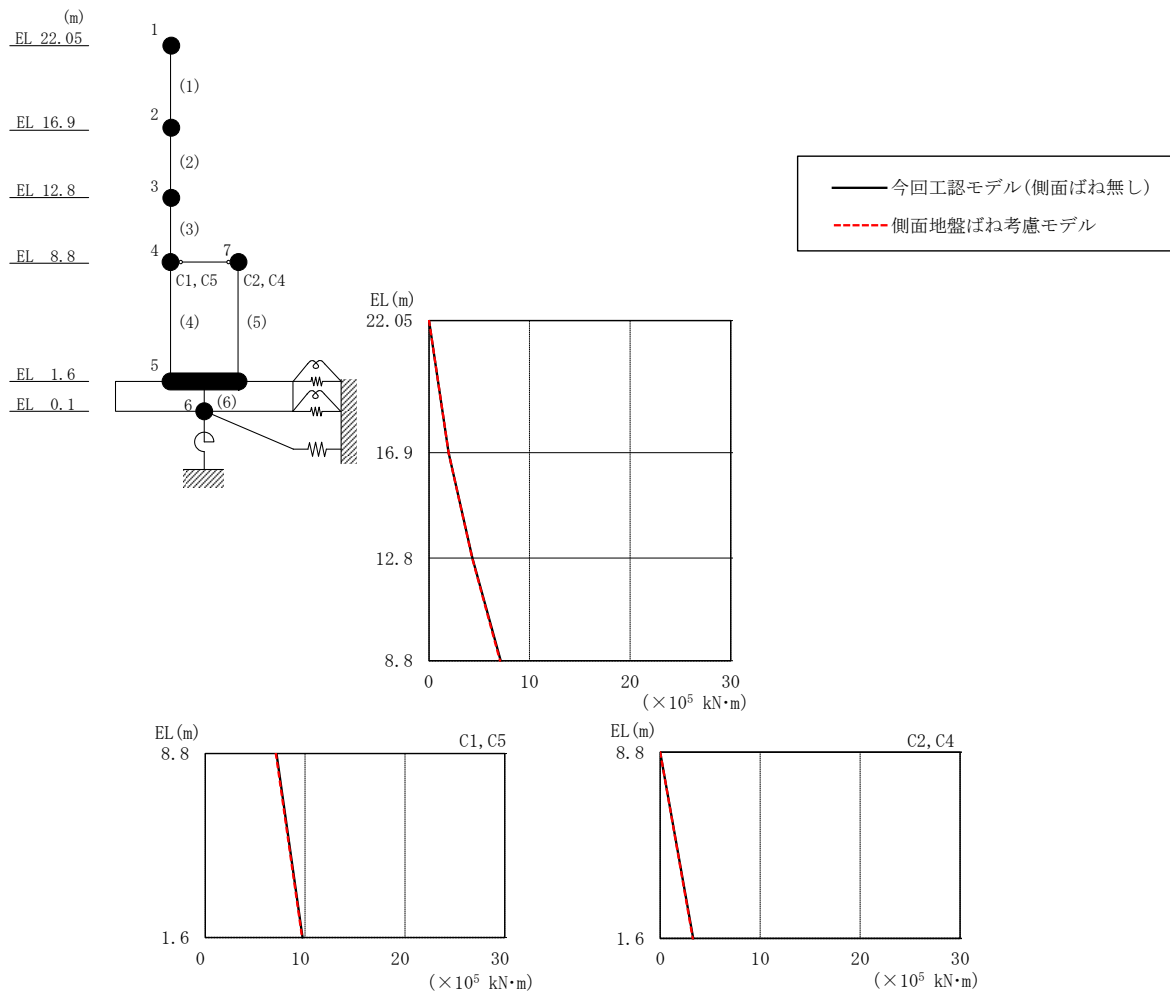 (m)
EL 22.05
1
(1)
EL 16.9
2
(2)
EL 12.8
3
(3)
EL 8.8
4
7
C1,C5
C2,C4
(4)
(5)
EL 1.6
5
EL 0.1
6
(6)
今回工認モデル(側面ばね無し)
側面地盤ばね考慮モデル
EL(m)
22.05
16.9
12.8
8.8
0 10 20 30
(×10⁵ kN·m)
EL(m)
C1,C5
8.8
1.6
0 10 20 30
(×10⁵ kN·m)
EL(m)
C2,C4
8.8
1.6
0 10 20 30
(×10⁵ kN·m)